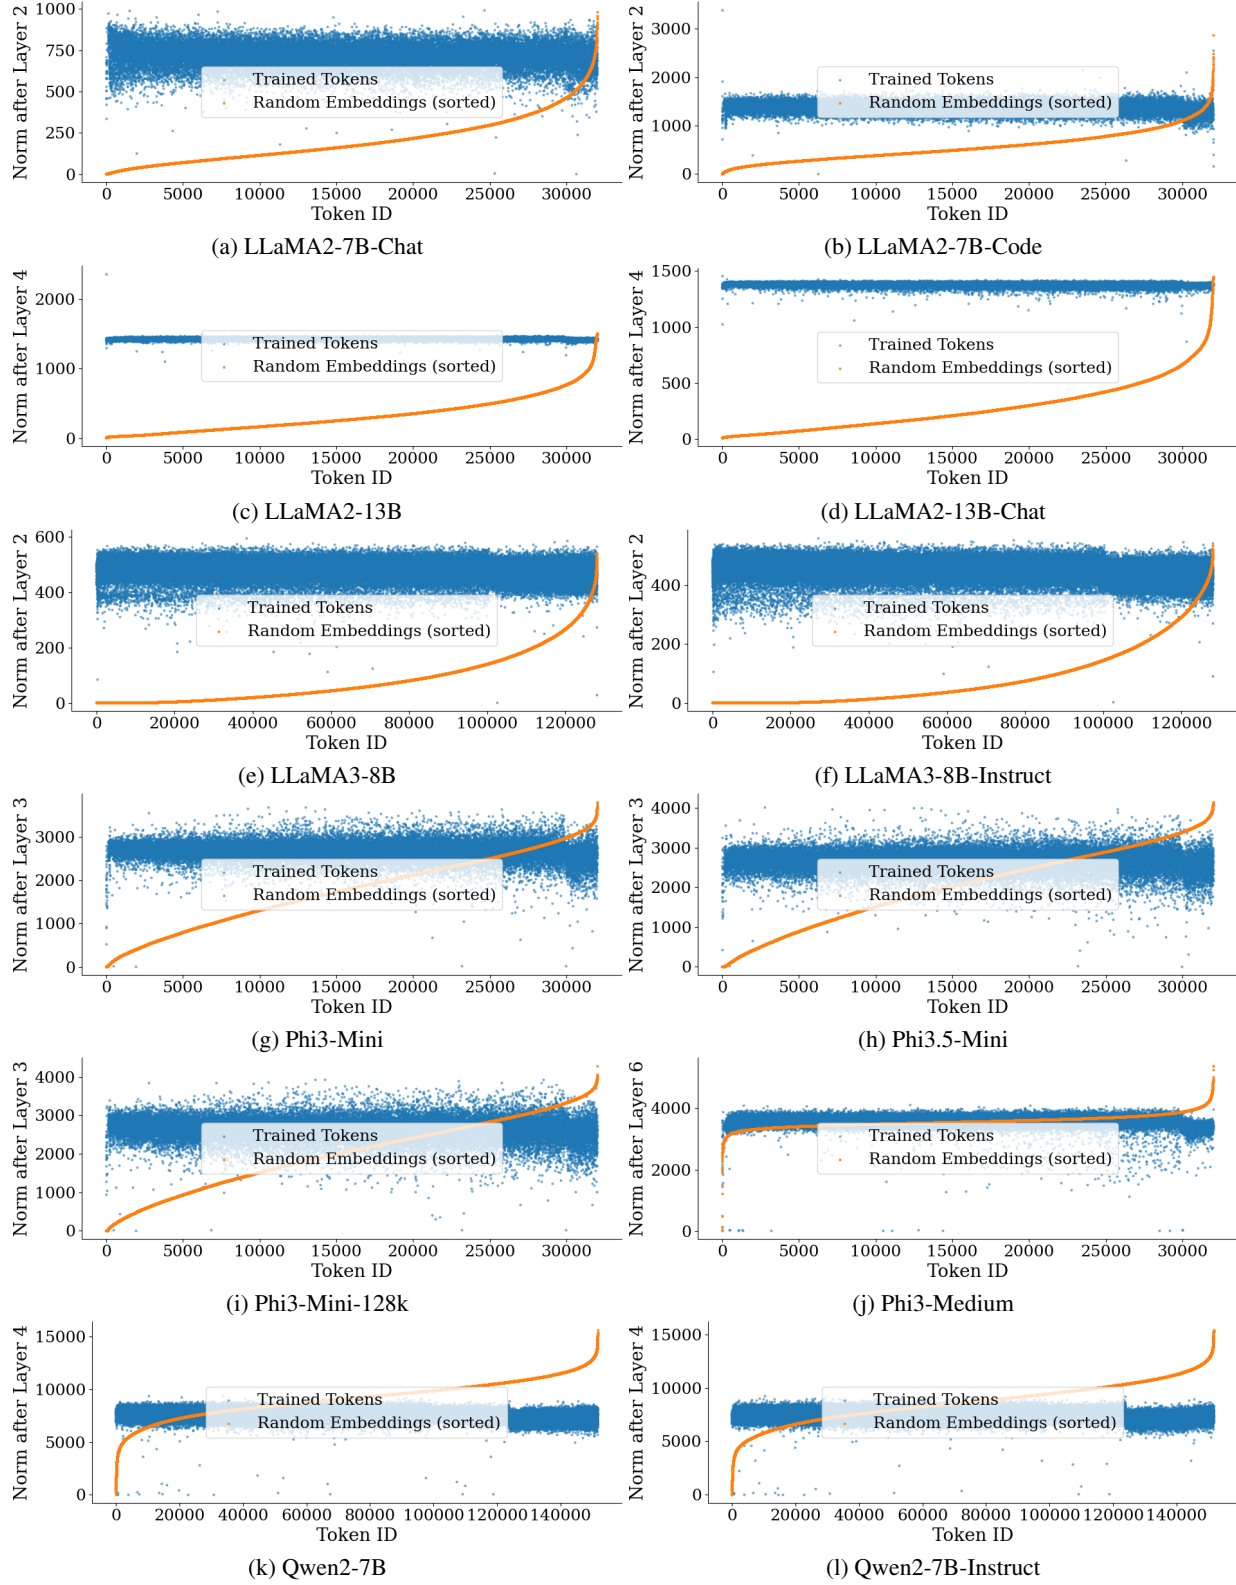 Norm after Layer 2
1000
750
500
250
0
Trained Tokens
Random Embeddings (sorted)
0 5000 10000 15000 20000 25000 30000
Token ID
(a) LLaMA2-7B-Chat
Norm after Layer 2
3000
2000
1000
0
Trained Tokens
Random Embeddings (sorted)
0 5000 10000 15000 20000 25000 30000
Token ID
(b) LLaMA2-7B-Code
Norm after Layer 4
2000
1000
0
Trained Tokens
Random Embeddings (sorted)
0 5000 10000 15000 20000 25000 30000
Token ID
(c) LLaMA2-13B
Norm after Layer 4
1500
1000
500
0
Trained Tokens
Random Embeddings (sorted)
0 5000 10000 15000 20000 25000 30000
Token ID
(d) LLaMA2-13B-Chat
Norm after Layer 2
600
400
200
0
Trained Tokens
Random Embeddings (sorted)
0 20000 40000 60000 80000 100000 120000
Token ID
(e) LLaMA3-8B
Norm after Layer 2
400
200
0
Trained Tokens
Random Embeddings (sorted)
0 20000 40000 60000 80000 100000 120000
Token ID
(f) LLaMA3-8B-Instruct
Norm after Layer 3
3000
2000
1000
0
Trained Tokens
Random Embeddings (sorted)
0 5000 10000 15000 20000 25000 30000
Token ID
(g) Phi3-Mini
Norm after Layer 3
4000
3000
2000
1000
0
Trained Tokens
Random Embeddings (sorted)
0 5000 10000 15000 20000 25000 30000
Token ID
(h) Phi3.5-Mini
Norm after Layer 3
4000
3000
2000
1000
0
Trained Tokens
Random Embeddings (sorted)
0 5000 10000 15000 20000 25000 30000
Token ID
(i) Phi3-Mini-128k
Norm after Layer 6
4000
2000
0
Trained Tokens
Random Embeddings (sorted)
0 5000 10000 15000 20000 25000 30000
Token ID
(j) Phi3-Medium
Norm after Layer 4
15000
10000
5000
0
Trained Tokens
Random Embeddings (sorted)
0 20000 40000 60000 80000 100000 120000 140000
Token ID
(k) Qwen2-7B
Norm after Layer 4
15000
10000
5000
0
Trained Tokens
Random Embeddings (sorted)
0 20000 40000 60000 80000 100000 120000 140000
Token ID
(l) Qwen2-7B-Instruct